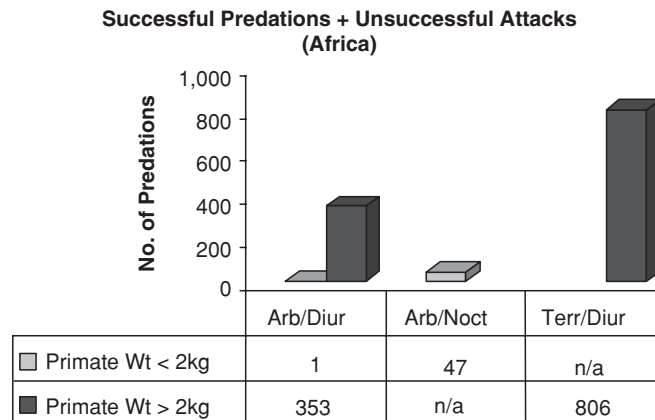 Successful Predations + Unsuccessful Attacks
(Africa)
No. of Predations
1,000
800
600
400
200
0
Arb/Diur Arb/Noct Terr/Diur
Primate Wt < 2kg 1 47 n/a
Primate Wt > 2kg 353 n/a 806